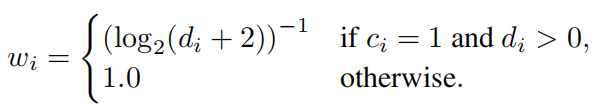 w_i = { (log_2(d_i + 2))^{-1} if c_i = 1 and d_i > 0,
1.0 otherwise.